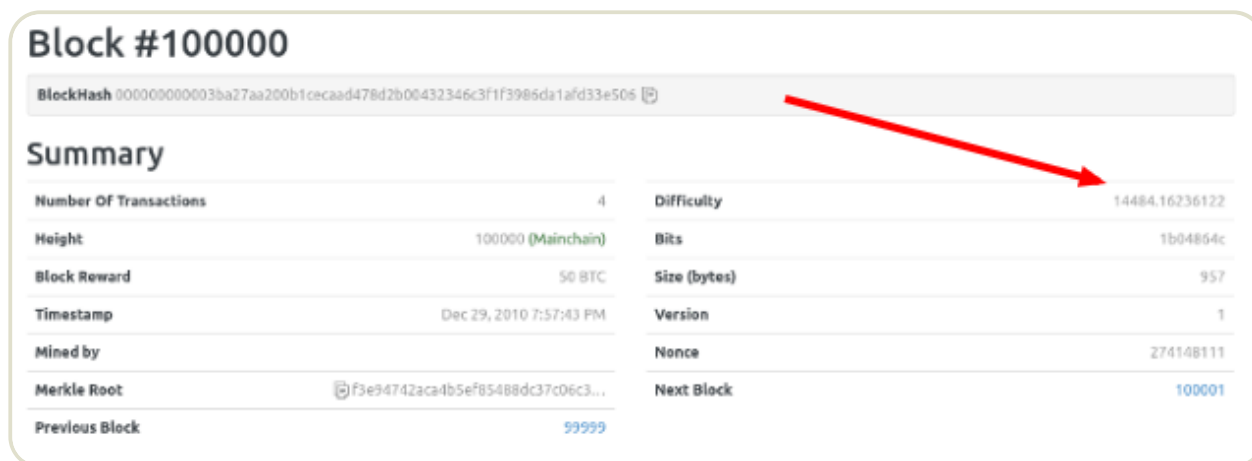 Block #100000
BlockHash 000000000003ba27aa200b1cecaad478d2b00432346c3f1f3986da1afd33e506
Summary
Number Of Transactions 4
Height 100000 (Mainchain)
Block Reward 50 BTC
Timestamp Dec 29, 2010 7:57:43 PM
Mined by
Merkle Root f3e94742aca4b5ef85488dc37c06c3...
Previous Block 99999
Difficulty 14484.16236122
Bits 1b04864c
Size (bytes) 957
Version 1
Nonce 274148111
Next Block 100001